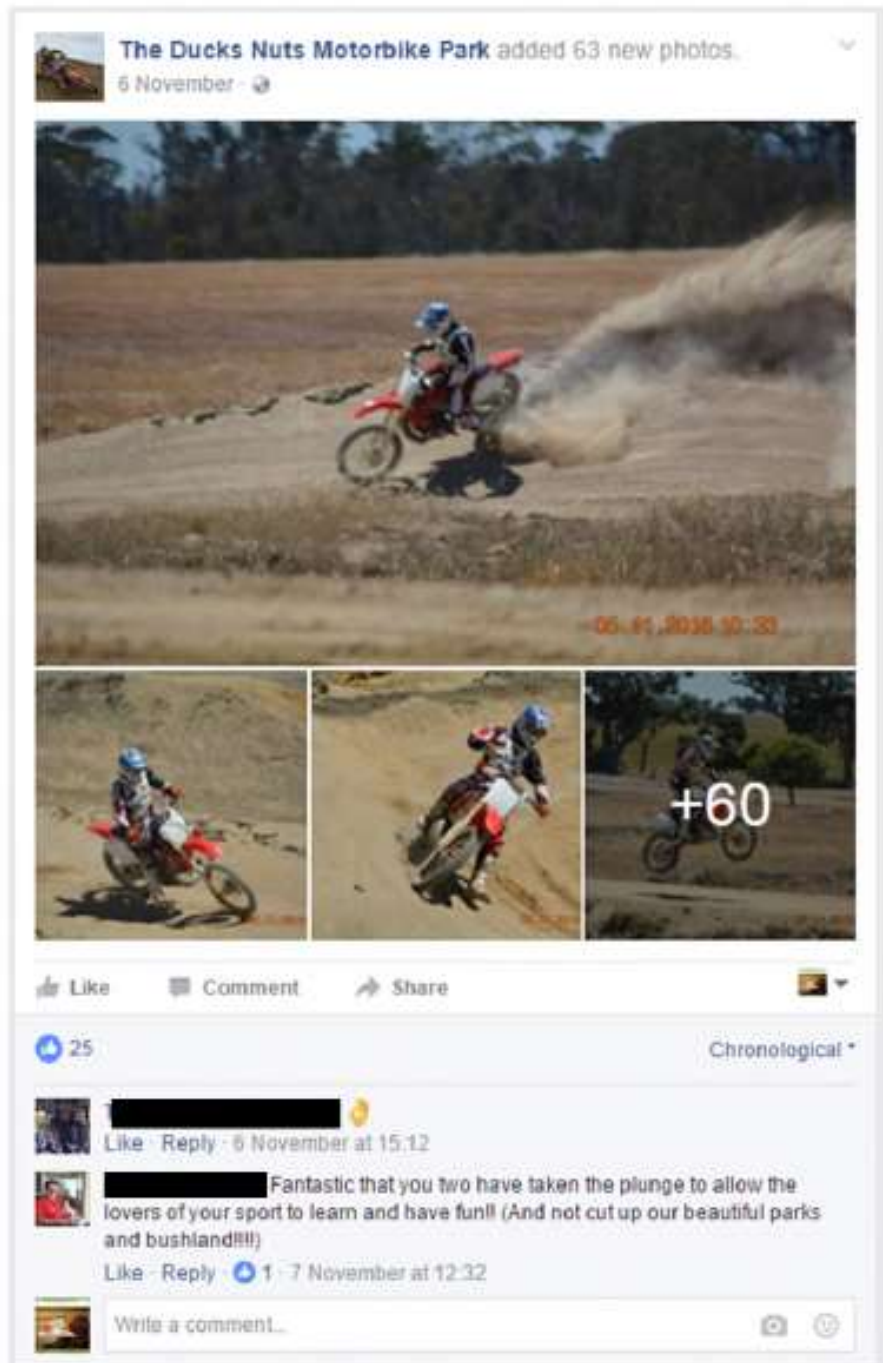 The Ducks Nuts Motorbike Park added 63 new photos.
6 November ·
+60
Like Comment Share
25 Chronological
Like · Reply · 6 November at 15:12
Fantastic that you two have taken the plunge to allow the
lovers of your sport to learn and have fun!! (And not cut up our beautiful parks
and bushland!!!!)
Like · Reply · 1 · 7 November at 12:32
Write a comment...